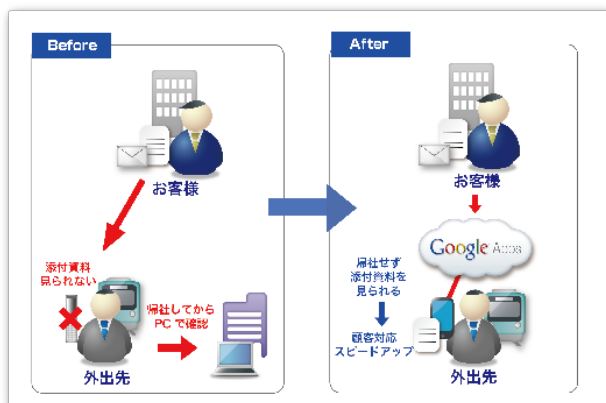 Before
お客様
添付資料
見られない
帰社してから
PCで確認
外出先
After
お客様
Google Apps
帰社せず
添付資料を
見られる
顧客対応
スピードアップ
外出先